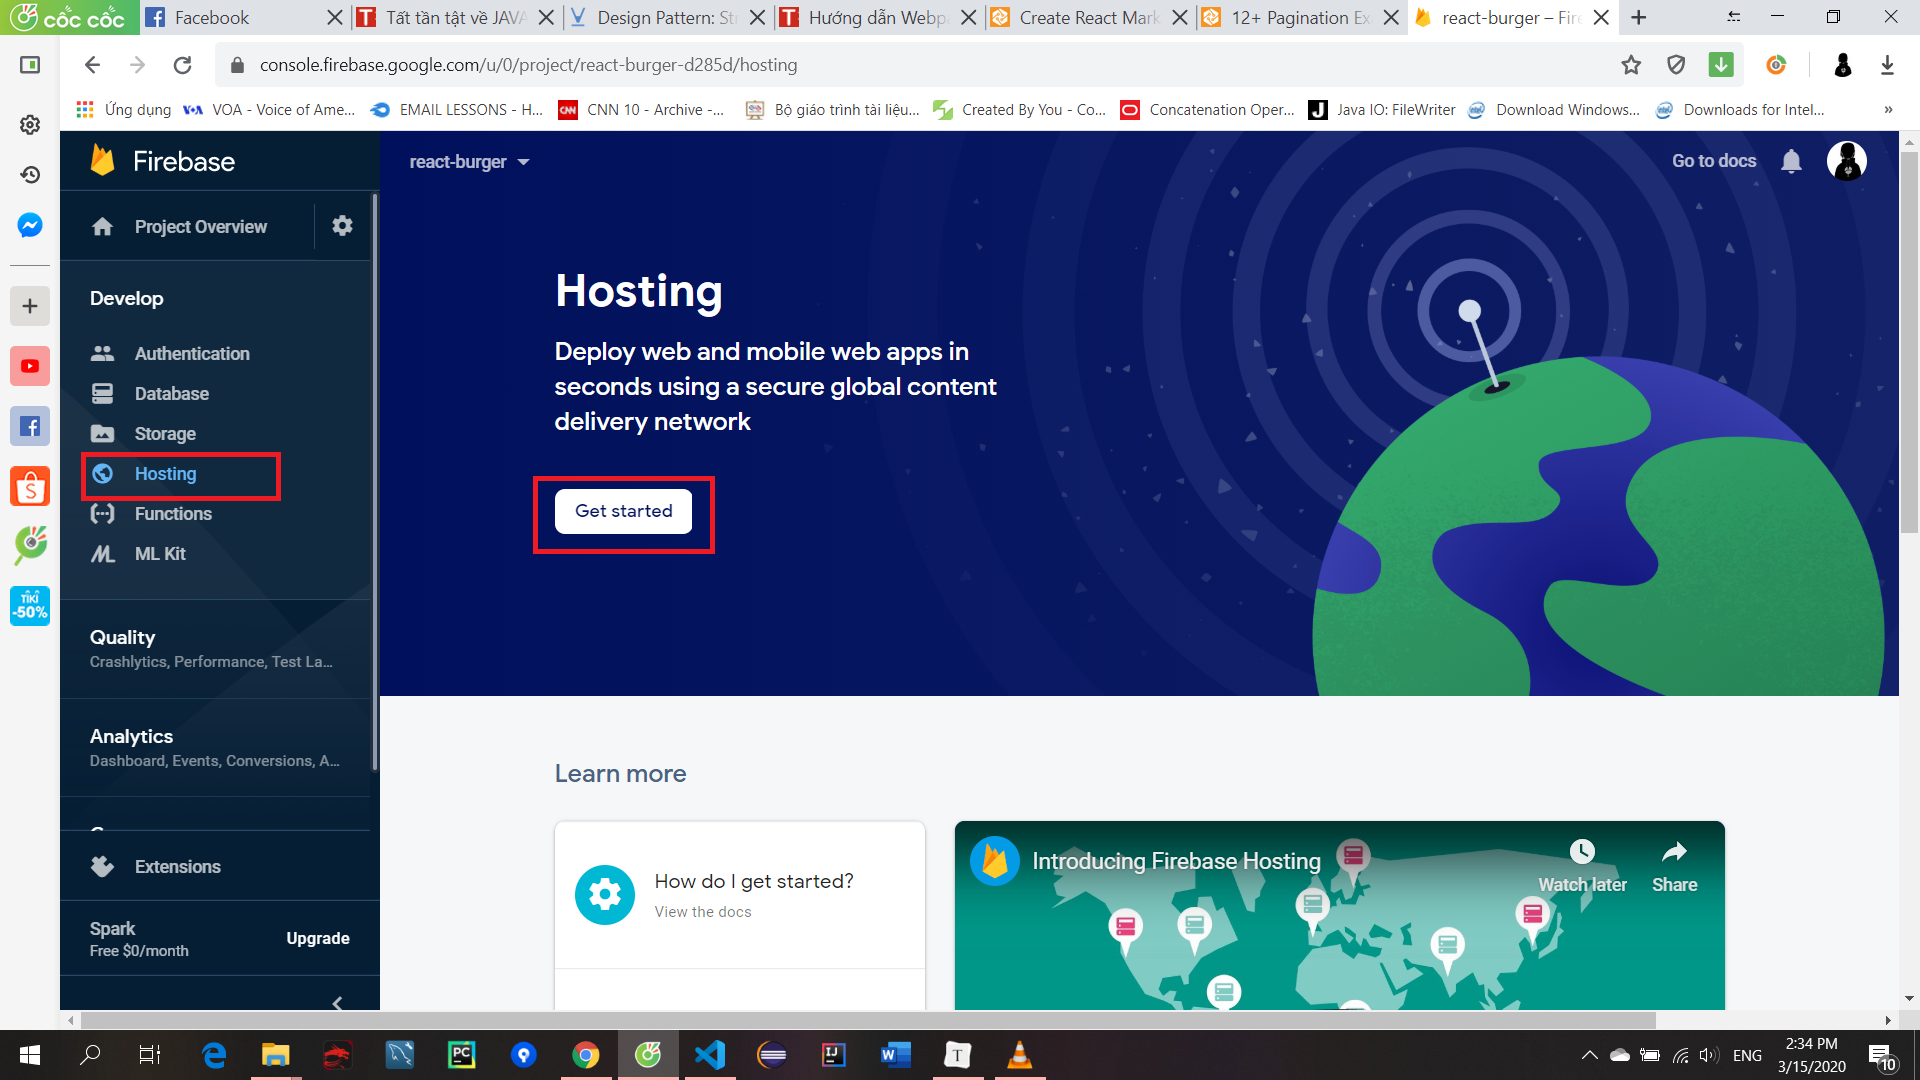 cốc cốc
Facebook
Tất tần tật về JAVA
Design Pattern: Str
Hướng dẫn Webp
Create React Mark
12+ Pagination Ex
react-burger – Fire
console.firebase.google.com/u/0/project/react-burger-d285d/hosting
Ứng dụng
VOA - Voice of Ame...
EMAIL LESSONS - H...
CNN 10 - Archive -...
Bộ giáo trình tài liệu...
Created By You - Co...
Concatenation Oper...
Java IO: FileWriter
Download Windows...
Downloads for Intel...
»
Firebase
react-burger
Go to docs
Project Overview
Develop
Authentication
Database
Storage
Hosting
Functions
ML Kit
Quality
Crashlytics, Performance, Test La...
Analytics
Dashboard, Events, Conversions, A...
Extensions
Spark
Free $0/month
Upgrade
TIKI
-50%
Hosting
Deploy web and mobile web apps in
seconds using a secure global content
delivery network
Get started
Learn more
How do I get started?
View the docs
Introducing Firebase Hosting
Watch later
Share
ENG
2:34 PM
3/15/2020
10